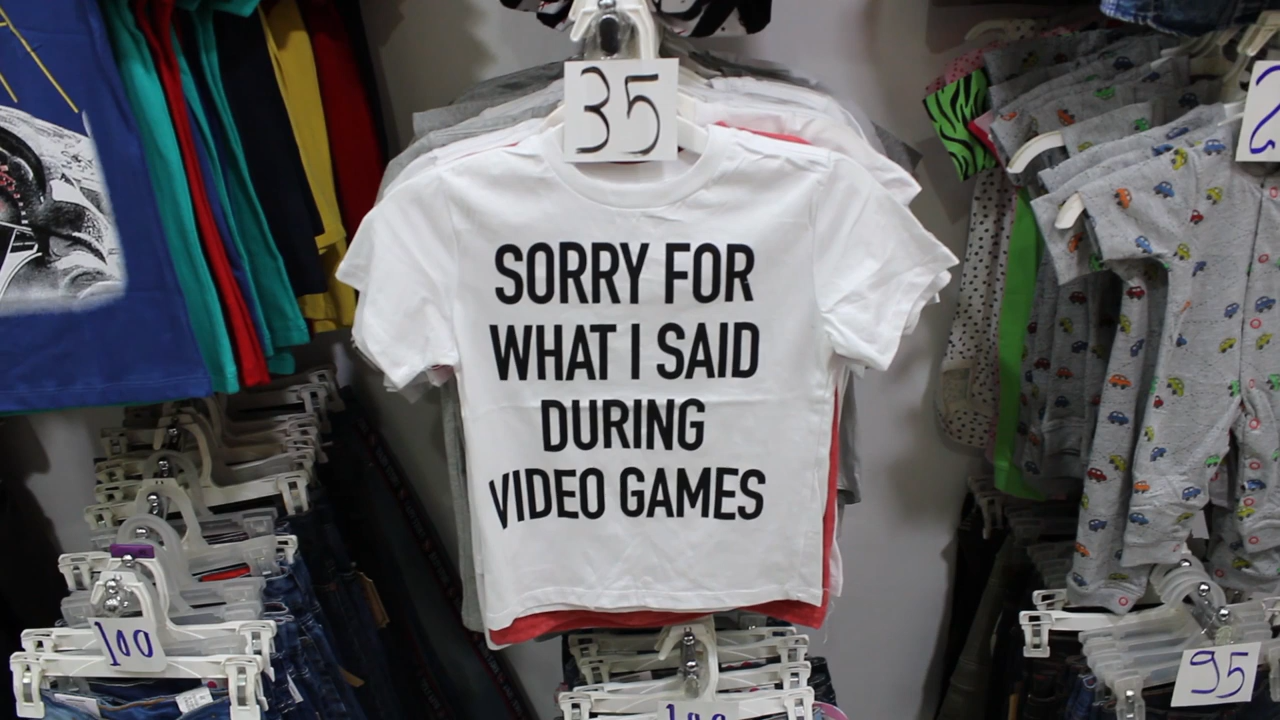 35
SORRY FOR
WHAT I SAID
DURING
VIDEO GAMES
100
95